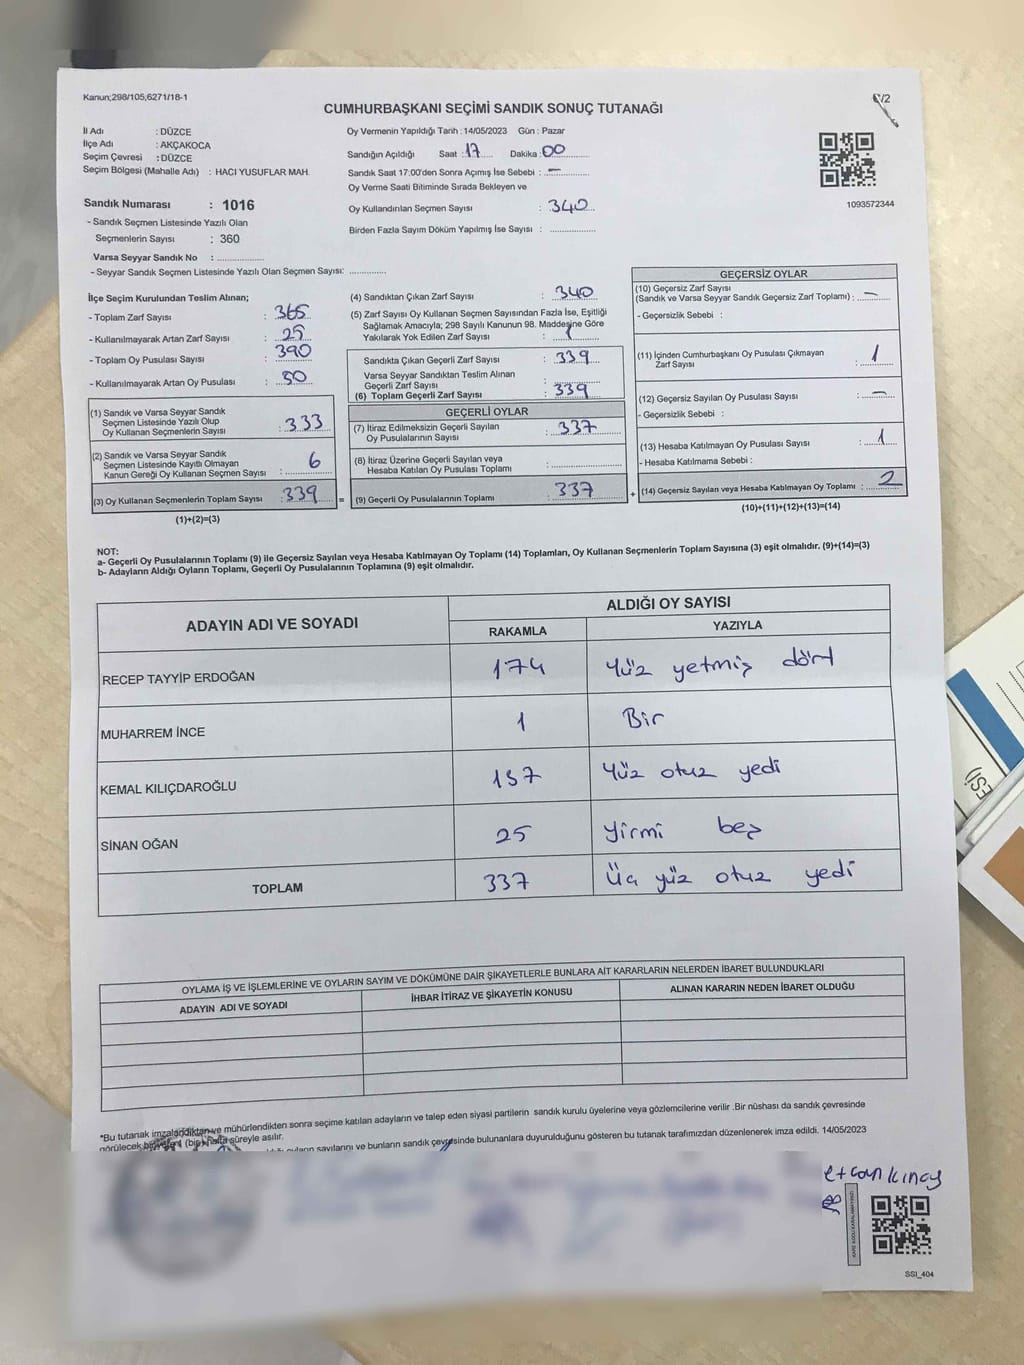 Kanun;298/105,6271/18-1
CUMHURBAŞKANI SEÇİMİ SANDIK SONUÇ TUTANAĞI
/2
İl Adı : DÜZCE
İlçe Adı : AKÇAKOCA
Seçim Çevresi : DÜZCE
Seçim Bölgesi (Mahalle Adı) : HACI YUSUFLAR MAH.
Sandık Numarası : 1016
- Sandık Seçmen Listesinde Yazılı Olan
Seçmenlerin Sayısı : 360
Varsa Seyyar Sandık No : ................
- Seyyar Sandık Seçmen Listesinde Yazılı Olan Seçmen Sayısı: .............
Oy Vermenin Yapıldığı Tarih :14/05/2023 Gün : Pazar
Sandığın Açıldığı Saat : 17 Dakika : 00
Sandık Saat 17:00'den Sonra Açımış İse Sebebi : –
Oy Verme Saati Bitiminde Sırada Bekleyen ve
Oy Kullandırılan Seçmen Sayısı : 340
Birden Fazla Sayım Döküm Yapılmış İse Sayısı : ................
1093572344
İlçe Seçim Kurulundan Teslim Alınan;
- Toplam Zarf Sayısı : 365
- Kullanılmayarak Artan Zarf Sayısı : 25
- Toplam Oy Pusulası Sayısı : 390
- Kullanılmayarak Artan Oy Pusulası : 50
(1) Sandık ve Varsa Seyyar Sandık
Seçmen Listesinde Yazılı Olup
Oy Kullanan Seçmenlerin Sayısı : 333
(2) Sandık ve Varsa Seyyar Sandık
Seçmen Listesinde Kayıtlı Olmayan
Kanun Gereği Oy Kullanan Seçmen Sayısı : 6
(3) Oy Kullanan Seçmenlerin Toplam Sayısı : 339 =
(1)+(2)=(3)
(4) Sandıktan Çıkan Zarf Sayısı : 340
(5) Zarf Sayısı Oy Kullanan Seçmen Sayısından Fazla İse, Eşitliği
Sağlamak Amacıyla; 298 Sayılı Kanunun 98. Maddesine Göre
Yakılarak Yok Edilen Zarf Sayısı : 1
Sandıkta Çıkan Geçerli Zarf Sayısı : 339
Varsa Seyyar Sandıktan Teslim Alınan
Geçerli Zarf Sayısı : ................
(6) Toplam Geçerli Zarf Sayısı : 339
GEÇERLİ OYLAR
(7) İtiraz Edilmeksizin Geçerli Sayılan
Oy Pusulalarının Sayısı : 337
(8) İtiraz Üzerine Geçerli Sayılan veya
Hesaba Katılan Oy Pusulası Toplamı : ................
(9) Geçerli Oy Pusulalarının Toplamı : 337 +
GEÇERSİZ OYLAR
(10) Geçersiz Zarf Sayısı
(Sandık ve Varsa Seyyar Sandık Geçersiz Zarf Toplamı) : –
- Geçersizlik Sebebi :
(11) İçinden Cumhurbaşkanı Oy Pusulası Çıkmayan
Zarf Sayısı : 1
(12) Geçersiz Sayılan Oy Pusulası Sayısı : –
- Geçersizlik Sebebi :
(13) Hesaba Katılmayan Oy Pusulası Sayısı : 1
- Hesaba Katılmama Sebebi :
(14) Geçersiz Sayılan veya Hesaba Katılmayan Oy Toplamı : 2
(10)+(11)+(12)+(13)=(14)
NOT:
a- Geçerli Oy Pusulalarının Toplamı (9) ile Geçersiz Sayılan veya Hesaba Katılmayan Oy Toplamı (14) Toplamları, Oy Kullanan Seçmenlerin Toplam Sayısına (3) eşit olmalıdır. (9)+(14)=(3)
b- Adayların Aldığı Oyların Toplamı, Geçerli Oy Pusulalarının Toplamına (9) eşit olmalıdır.
ADAYIN ADI VE SOYADI ALDIĞI OY SAYISI
RAKAMLA YAZIYLA
RECEP TAYYİP ERDOĞAN 174 Yüz yetmiş dört
MUHARREM İNCE 1 Bir
KEMAL KILIÇDAROĞLU 137 Yüz otuz yedi
SİNAN OĞAN 25 Yirmi beş
TOPLAM 337 Üç yüz otuz yedi
OYLAMA İŞ VE İŞLEMLERİNE VE OYLARIN SAYIM VE DÖKÜMÜNE DAİR ŞİKAYETLERLE BUNLARA AİT KARARLARIN NELERDEN İBARET BULUNDUKLARI
ADAYIN ADI VE SOYADI İHBAR İTİRAZ VE ŞİKAYETİN KONUSU ALINAN KARARIN NEDEN İBARET OLDUĞU
*Bu tutanak imzalandıktan ve mühürlendikten sonra seçime katılan adayların ve talep eden siyasi partilerin sandık kurulu üyelerine veya gözlemcilerine verilir .Bir nüshası da sandık çevresinde
görülecek bir yere (bir) hafta süreyle asılır.
oyların sayılarını ve bunların sandık çevresinde bulunanlara duyurulduğunu gösteren bu tutanak tarafımızdan düzenlenerek imza edildi. 14/05/2023
SSI_404
ESİ)